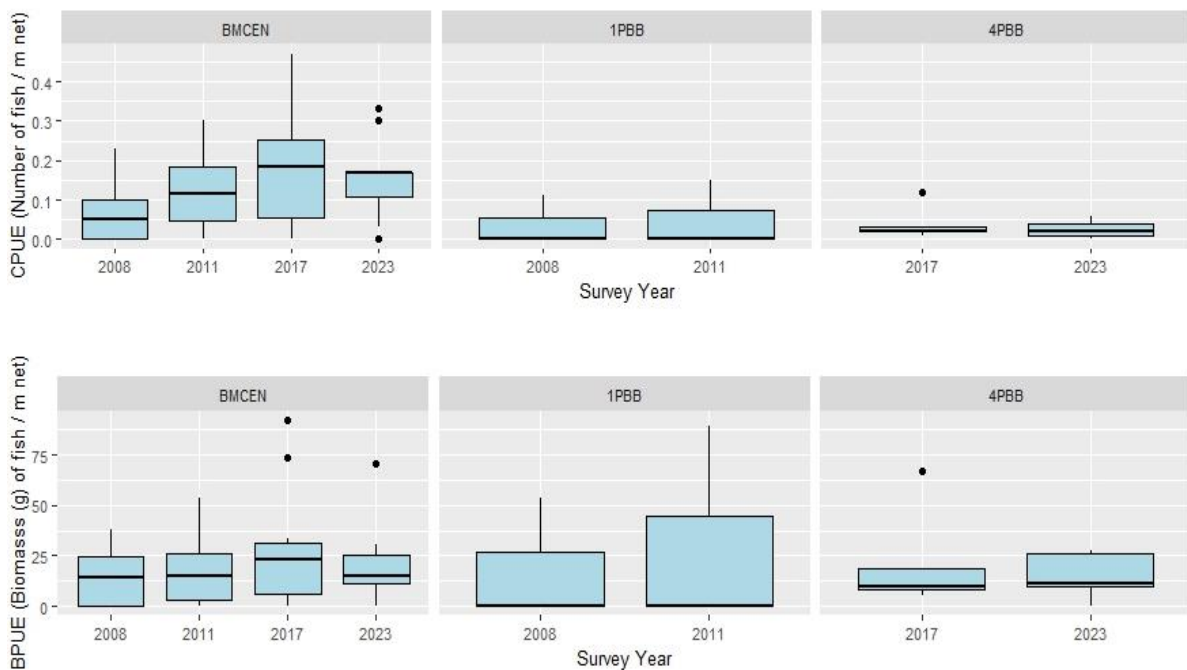 BMCEN 1PBB 4PBB
CPUE (Number of fish / m net)
0.4
0.3
0.2
0.1
0.0
2008 2011 2017 2023 2008 2011 2017 2023
Survey Year
BMCEN 1PBB 4PBB
BPUE (Biomasss (g) of fish / m net)
75
50
25
0
2008 2011 2017 2023 2008 2011 2017 2023
Survey Year